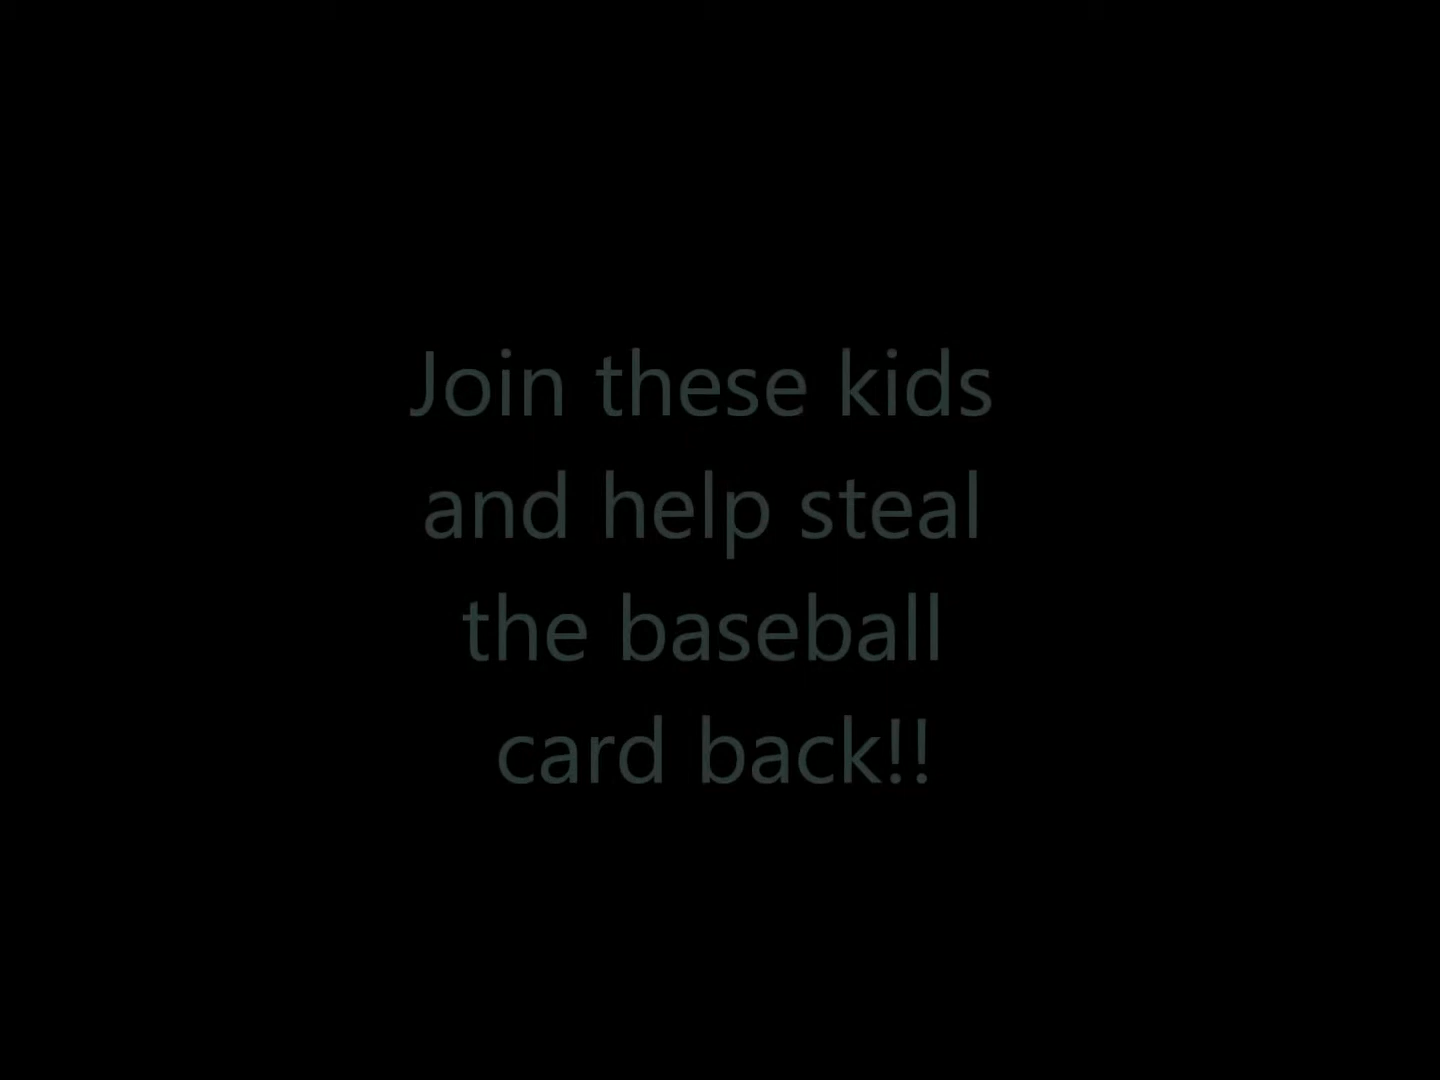 Join these kids
and help steal
the baseball
card back!!